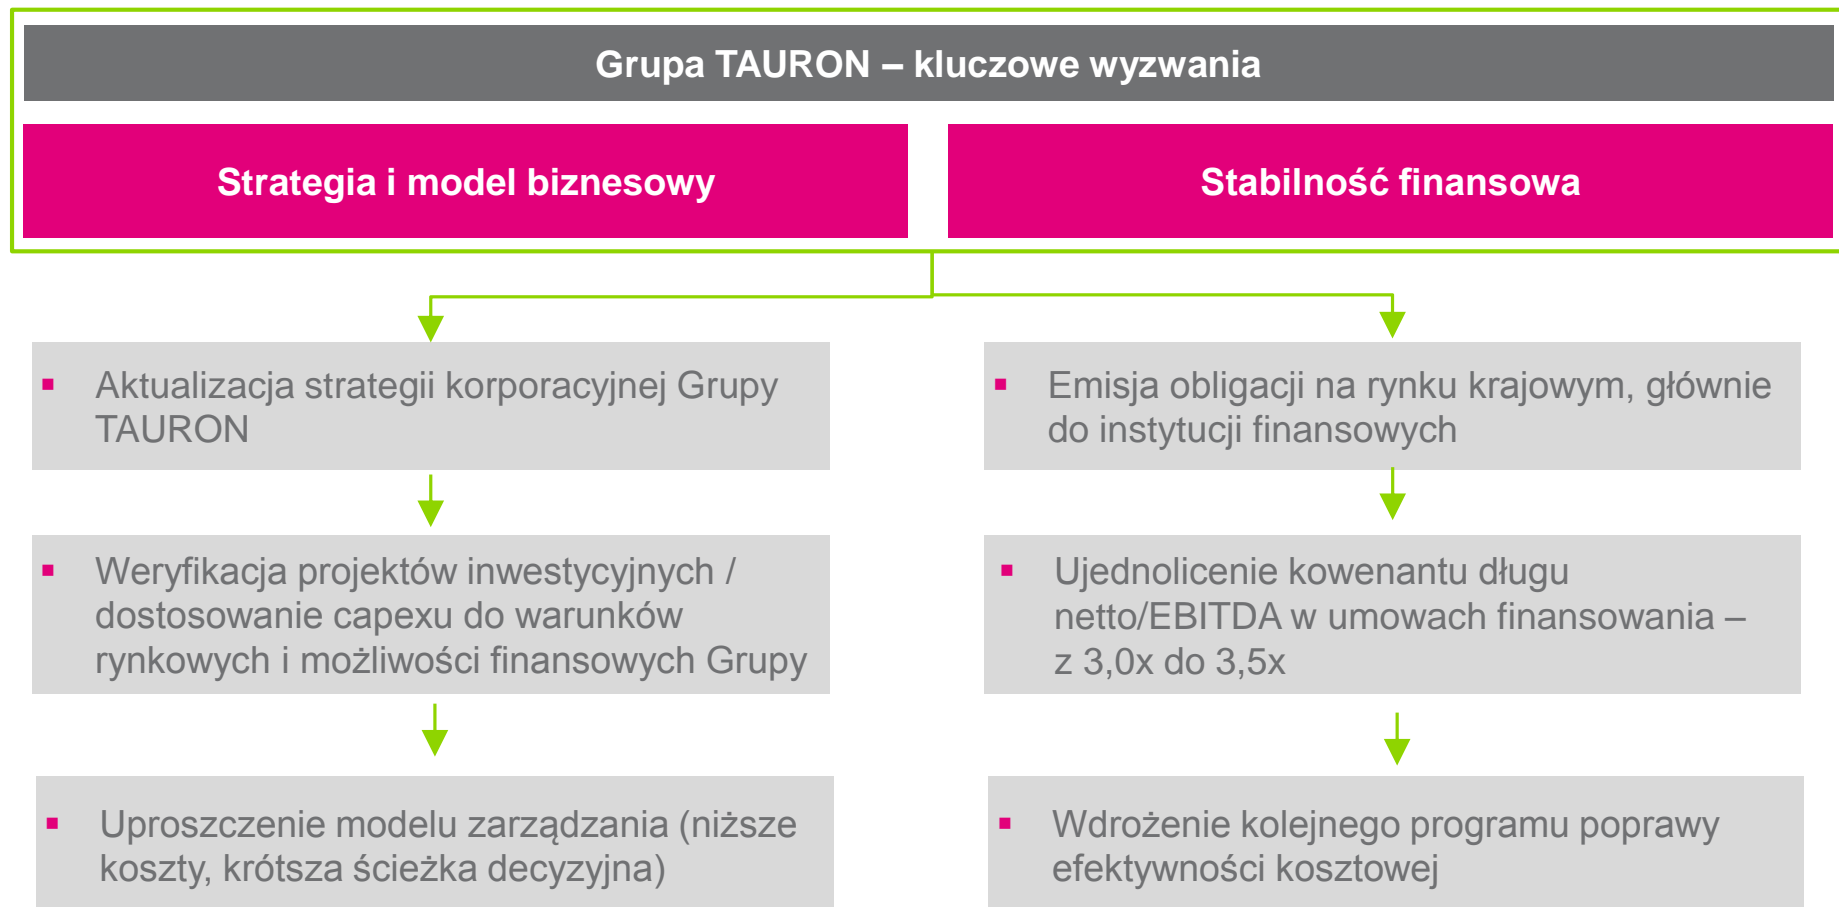 Grupa TAURON – kluczowe wyzwania
Strategia i model biznesowy
Stabilność finansowa
▪ Aktualizacja strategii korporacyjnej Grupy
TAURON
▪ Weryfikacja projektów inwestycyjnych /
dostosowanie capexu do warunków
rynkowych i możliwości finansowych Grupy
▪ Uproszczenie modelu zarządzania (niższe
koszty, krótsza ścieżka decyzyjna)
▪ Emisja obligacji na rynku krajowym, głównie
do instytucji finansowych
▪ Ujednolicenie kowenantu długu
netto/EBITDA w umowach finansowania –
z 3,0x do 3,5x
▪ Wdrożenie kolejnego programu poprawy
efektywności kosztowej